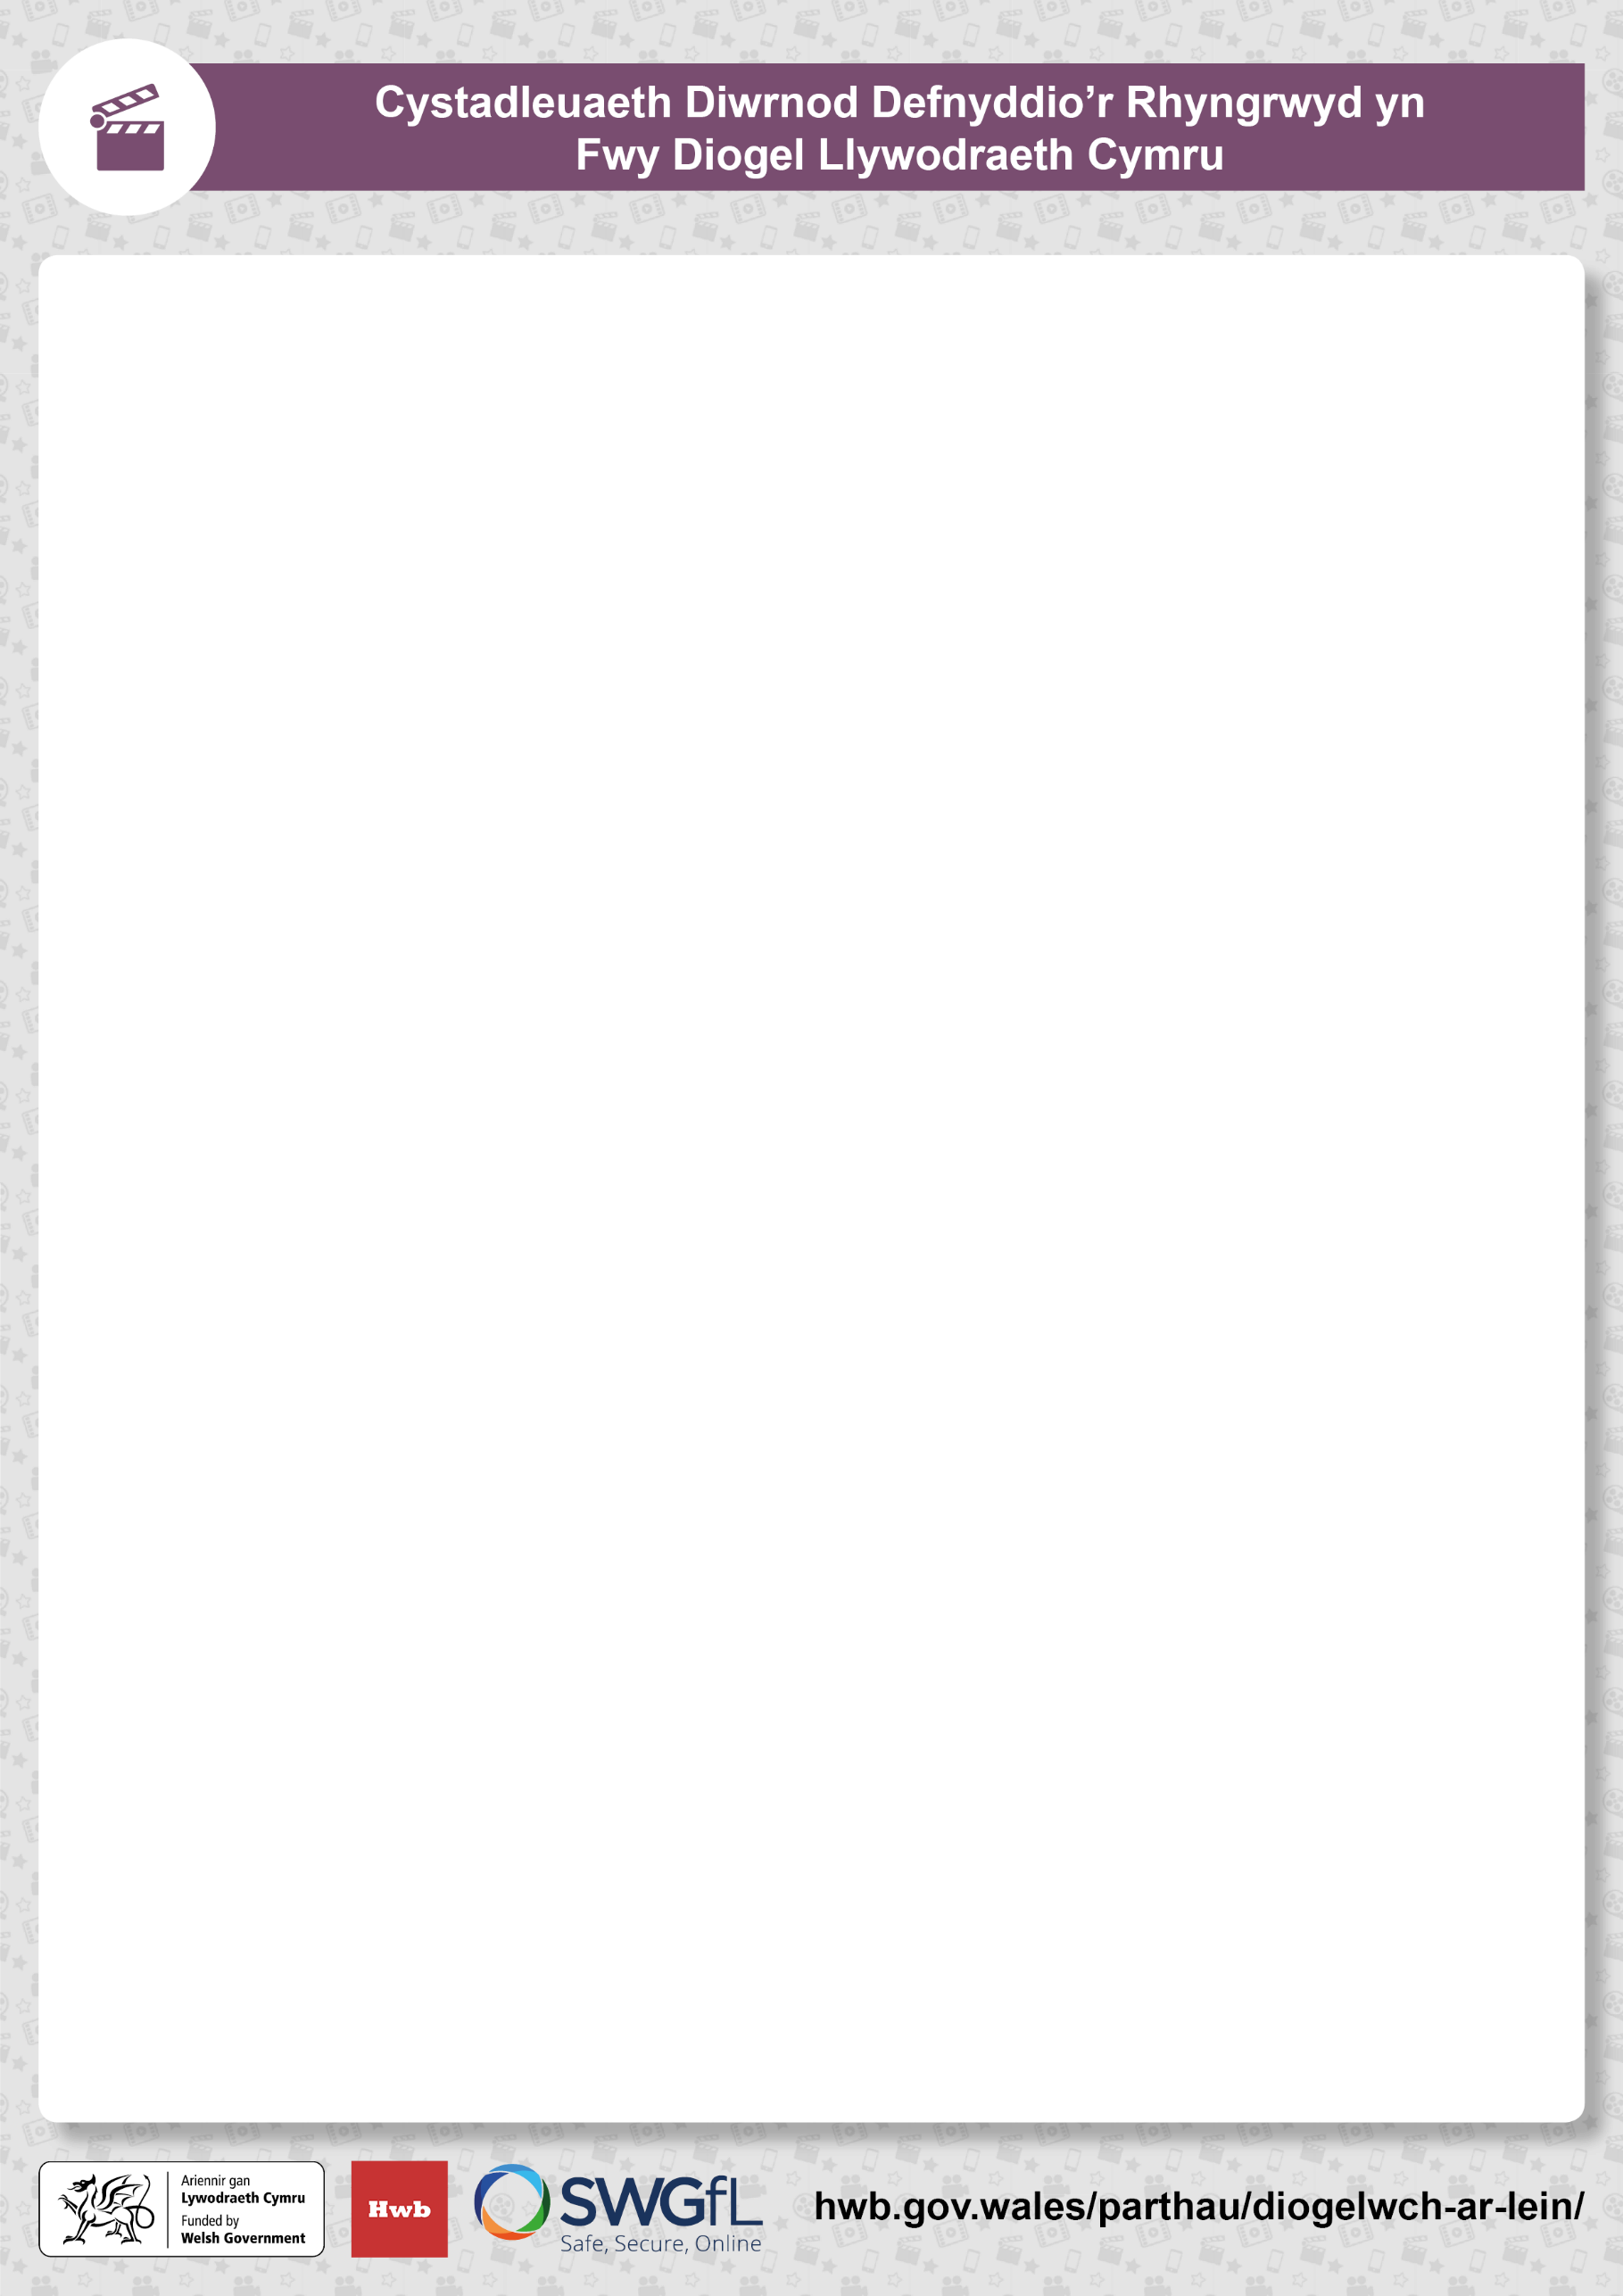 Cystadleuaeth Diwrnod Defnyddio’r Rhyngrwyd yn
Fwy Diogel Llywodraeth Cymru
Ariennir gan
Lywodraeth Cymru
Funded by
Welsh Government
Hwb
SWGfL
Safe, Secure, Online
hwb.gov.wales/parthau/diogelwch-ar-lein/